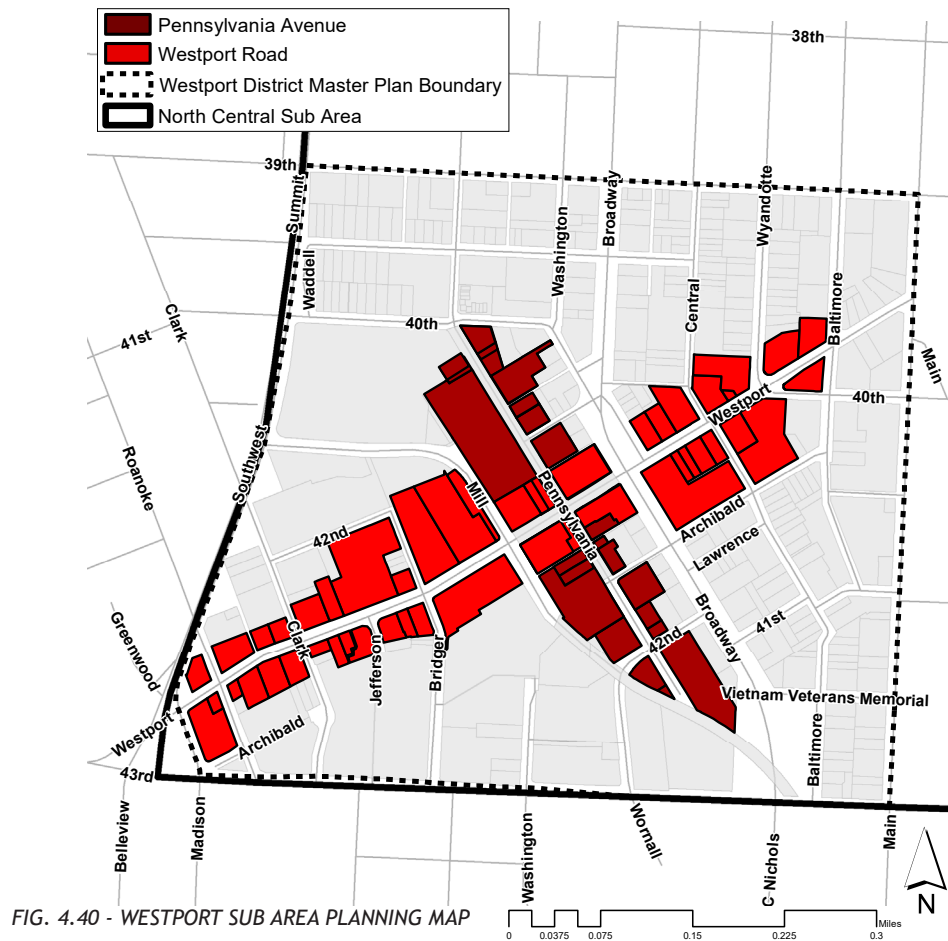 Pennsylvania Avenue
Westport Road
Westport District Master Plan Boundary
North Central Sub Area
38th
39th
Summit
Waddell
Washington
Broadway
Wyandotte
Central
Baltimore
Main
Clark
41st
40th
40th
Westport
Roanoke
Southwest
Mill
Pennsylvania
Archibald
Lawrence
42nd
Broadway
41st
Greenwood
Clark
Jefferson
Bridger
42nd
Vietnam Veterans Memorial
Westport
Archibald
Baltimore
43rd
Belleview
Madison
Washington
Wornall
C Nichols
Main
N
FIG. 4.40 - WESTPORT SUB AREA PLANNING MAP
Miles
0 0.0375 0.075 0.15 0.225 0.3